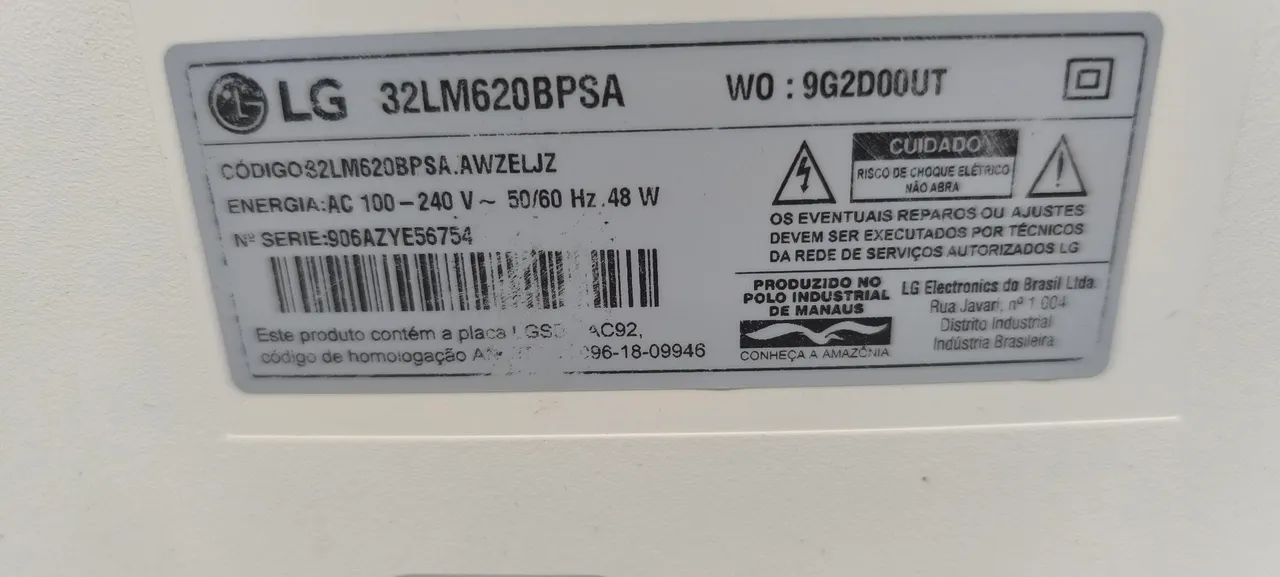 LG 32LM620BPSA WO : 9G2D00UT
CÓDIGO:32LM620BPSA.AWZELJZ
ENERGIA:AC 100-240 V ~ 50/60 Hz 48 W
Nº SERIE:906AZYE56754
Este produto contém a placa AC92,
código de homologação 096-18-09946
CUIDADO
RISCO DE CHOQUE ELÉTRICO
NÃO ABRA
OS EVENTUAIS REPAROS OU AJUSTES
DEVEM SER EXECUTADOS POR TÉCNICOS
DA REDE DE SERVIÇOS AUTORIZADOS LG
PRODUZIDO NO
POLO INDUSTRIAL
DE MANAUS
CONHEÇA A AMAZÔNIA
LG Electronics do Brasil Ltda.
Rua Javari, nº 1.004
Distrito Industrial
Indústria Brasileira